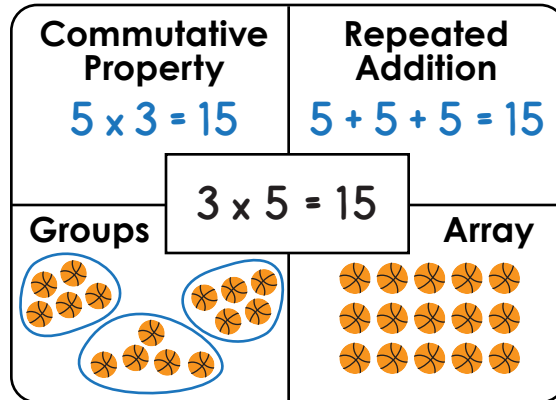 Commutative
Property
5 x 3 = 15
Repeated
Addition
5 + 5 + 5 = 15
3 x 5 = 15
Groups
Array